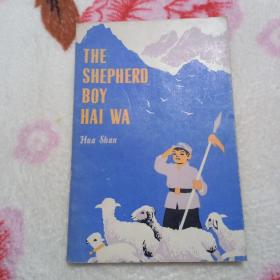 THE
SHEPHERD
BOY
HAI WA
Hua Shan